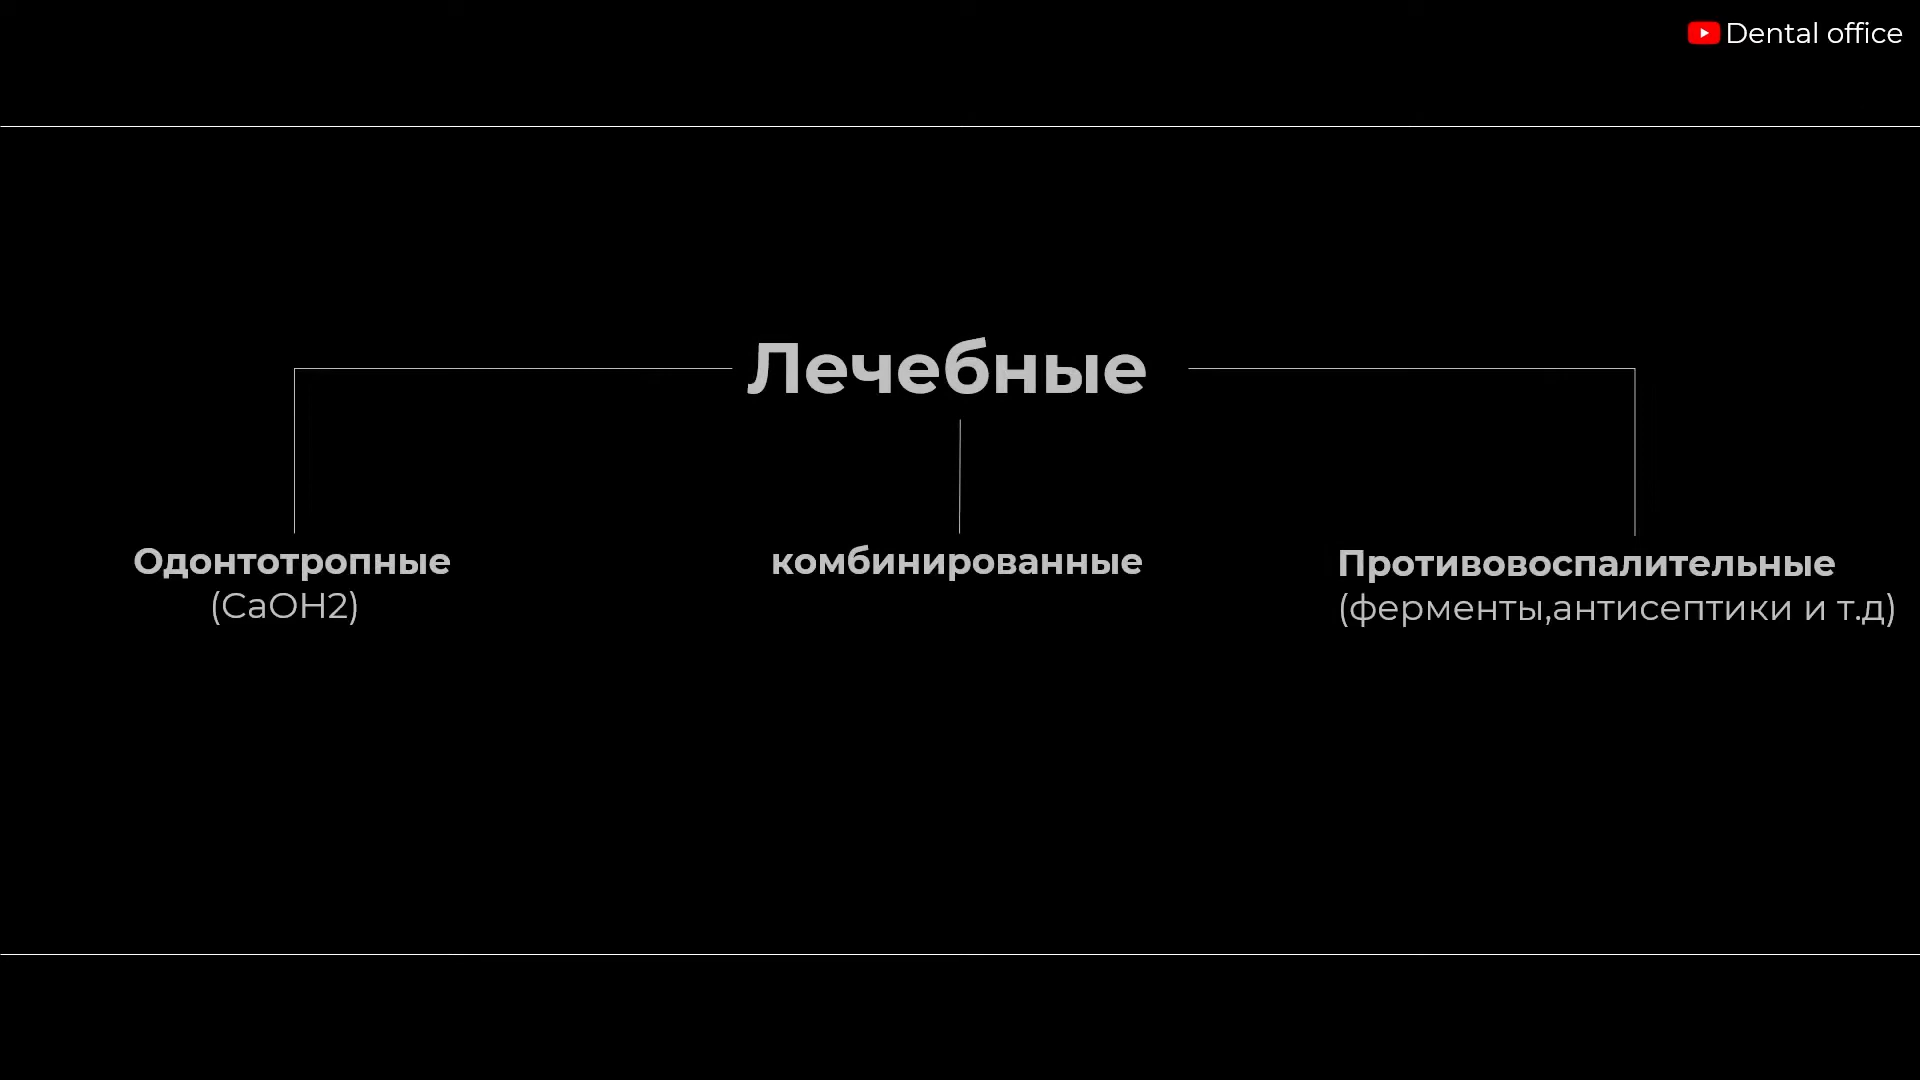 Dental office
Лечебные
Одонтотропные
(CaOH2)
комбинированные
Противовоспалительные
(ферменты,антисептики и т.д)